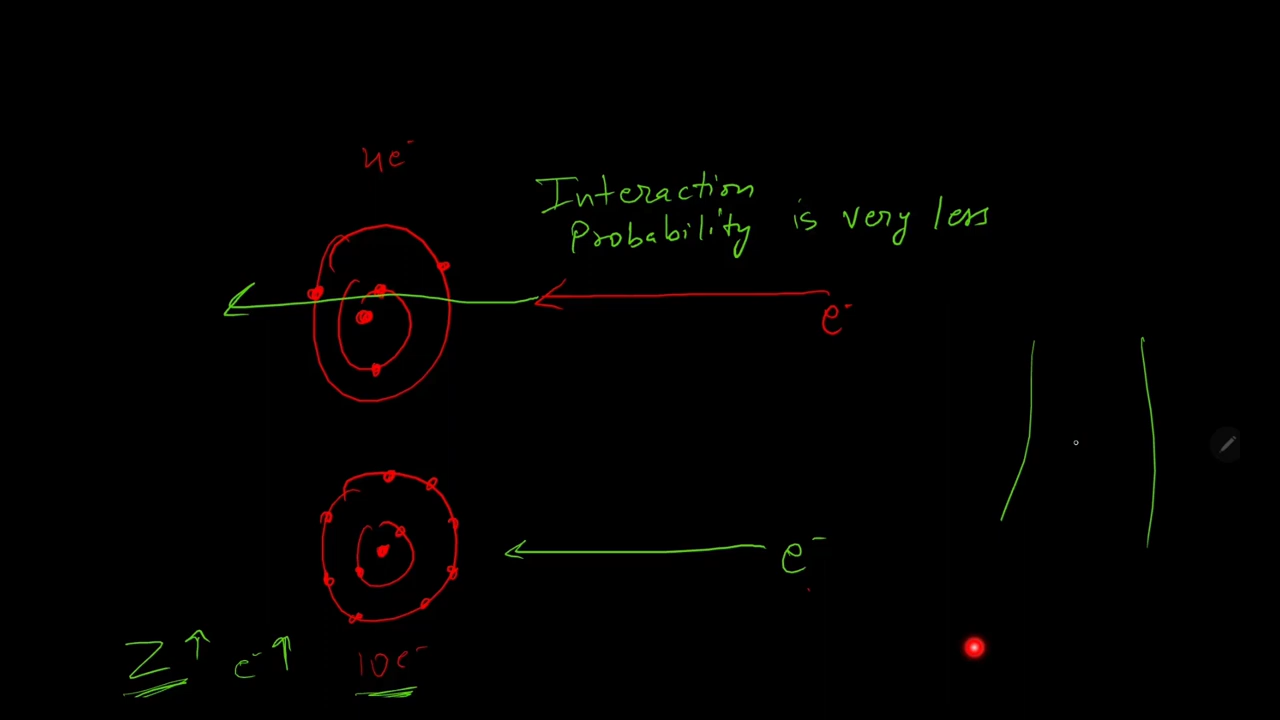 4e⁻
Interaction
Probability is very less
e⁻
e⁻
Z↑ e⁻↑
10e⁻